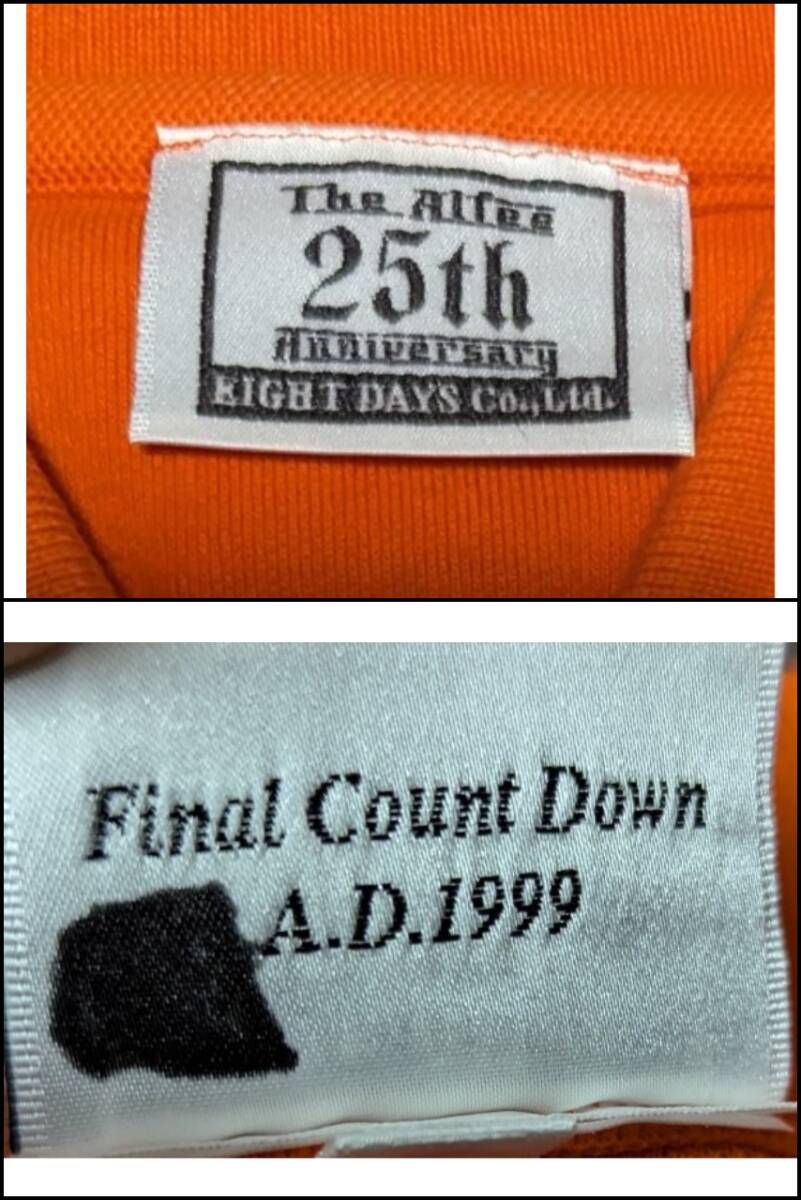 The Alfee
25th
Anniversary
EIGHT DAYS Co.,Ltd.
Final Count Down
A.D.1999